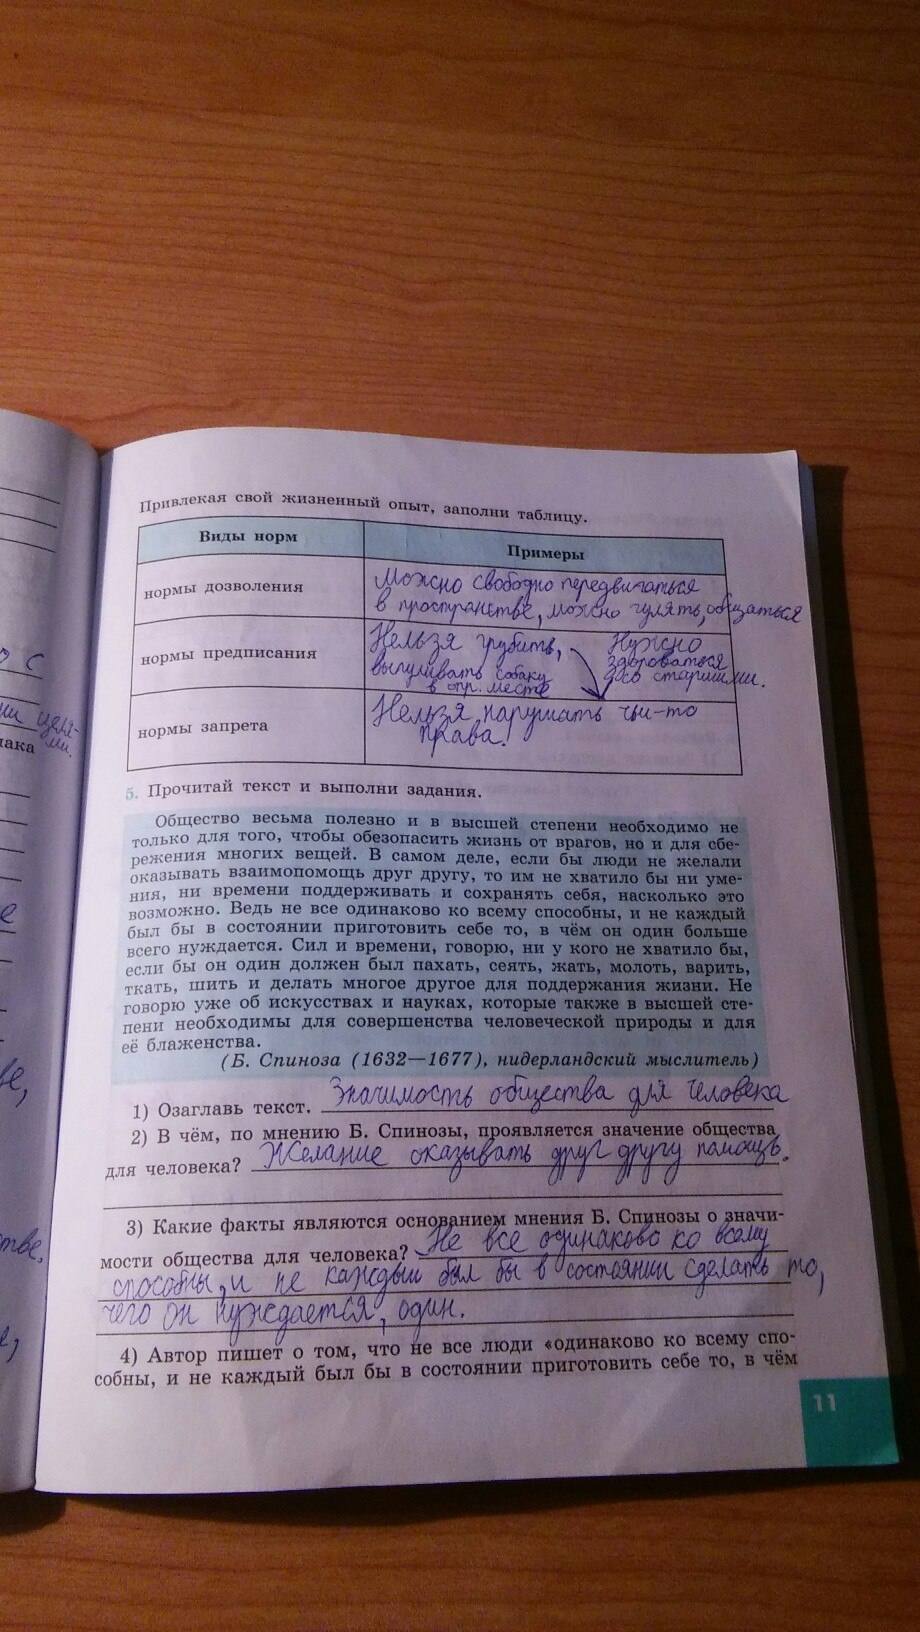 Привлекая свой жизненный опыт, заполни таблицу.
Виды норм
Примеры
нормы дозволения
Можно свободно передвигаться
в пространстве, можно гулять, общаться
нормы предписания
Нельзя грубить,
выгуливать собаку
в опр. месте
Нужно
здороваться
со старшими.
нормы запрета
Нельзя нарушать чьи-то
права.
5. Прочитай текст и выполни задания.
Общество весьма полезно и в высшей степени необходимо не
только для того, чтобы обезопасить жизнь от врагов, но и для сбе-
режения многих вещей. В самом деле, если бы люди не желали
оказывать взаимопомощь друг другу, то им не хватило бы ни уме-
ния, ни времени поддерживать и сохранять себя, насколько это
возможно. Ведь не все одинаково ко всему способны, и не каждый
был бы в состоянии приготовить себе то, в чём он один больше
всего нуждается. Сил и времени, говорю, ни у кого не хватило бы,
если бы он один должен был пахать, сеять, жать, молоть, варить,
ткать, шить и делать многое другое для поддержания жизни. Не
говорю уже об искусствах и науках, которые также в высшей сте-
пени необходимы для совершенства человеческой природы и для
её блаженства.
(Б. Спиноза (1632—1677), нидерландский мыслитель)
1) Озаглавь текст. Значимость общества для человека
2) В чём, по мнению Б. Спинозы, проявляется значение общества
для человека? Желание оказывать друг другу помощь.
3) Какие факты являются основанием мнения Б. Спинозы о значи-
мости общества для человека? Не все одинаково ко всему
способны, и не каждый был бы в состоянии сделать то,
чего он нуждается, один.
4) Автор пишет о том, что не все люди «одинаково ко всему спо-
собны, и не каждый был бы в состоянии приготовить себе то, в чём
11